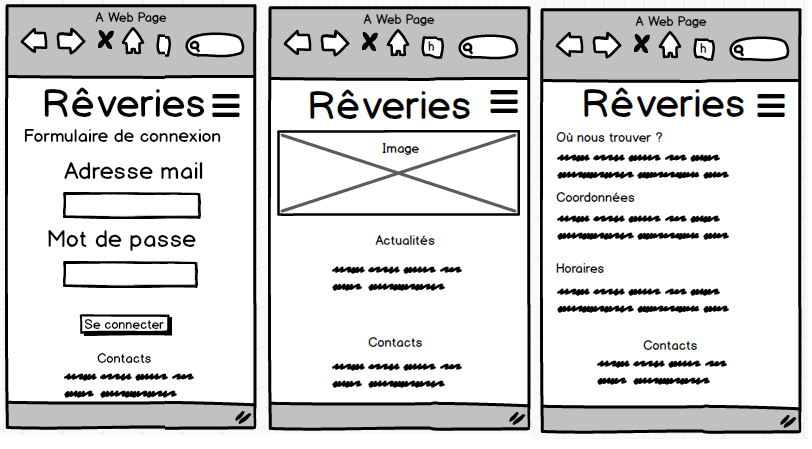 A Web Page
Rêveries
Formulaire de connexion
Adresse mail
Mot de passe
Se connecter
Contacts
A Web Page
h
Rêveries
Image
Actualités
Contacts
A Web Page
h
Rêveries
Où nous trouver ?
Coordonnées
Horaires
Contacts